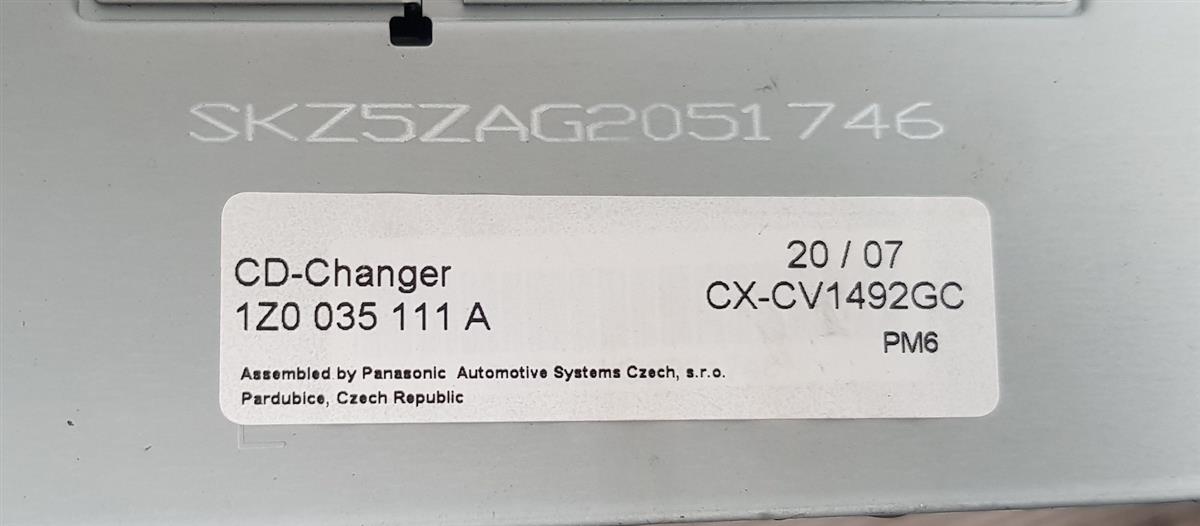 SKZ5ZAG2051746
20 / 07
CD-Changer
CX-CV1492GC
1Z0 035 111 A
PM6
Assembled by Panasonic Automotive Systems Czech, s.r.o.
Pardubice, Czech Republic